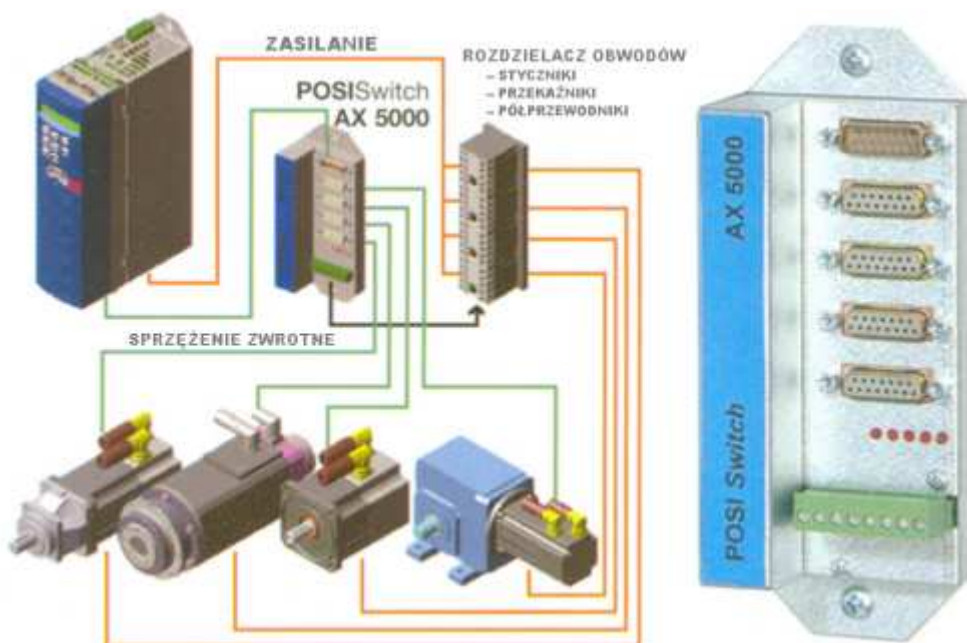 ZASILANIE
ROZDZIELACZ OBWODÓW
– STYCZNIKI
– PRZEKAŹNIKI
– PÓŁPRZEWODNIKI
POSISwitch
AX 5000
SPRZĘŻENIE ZWROTNE
AX 5000
POSI Switch